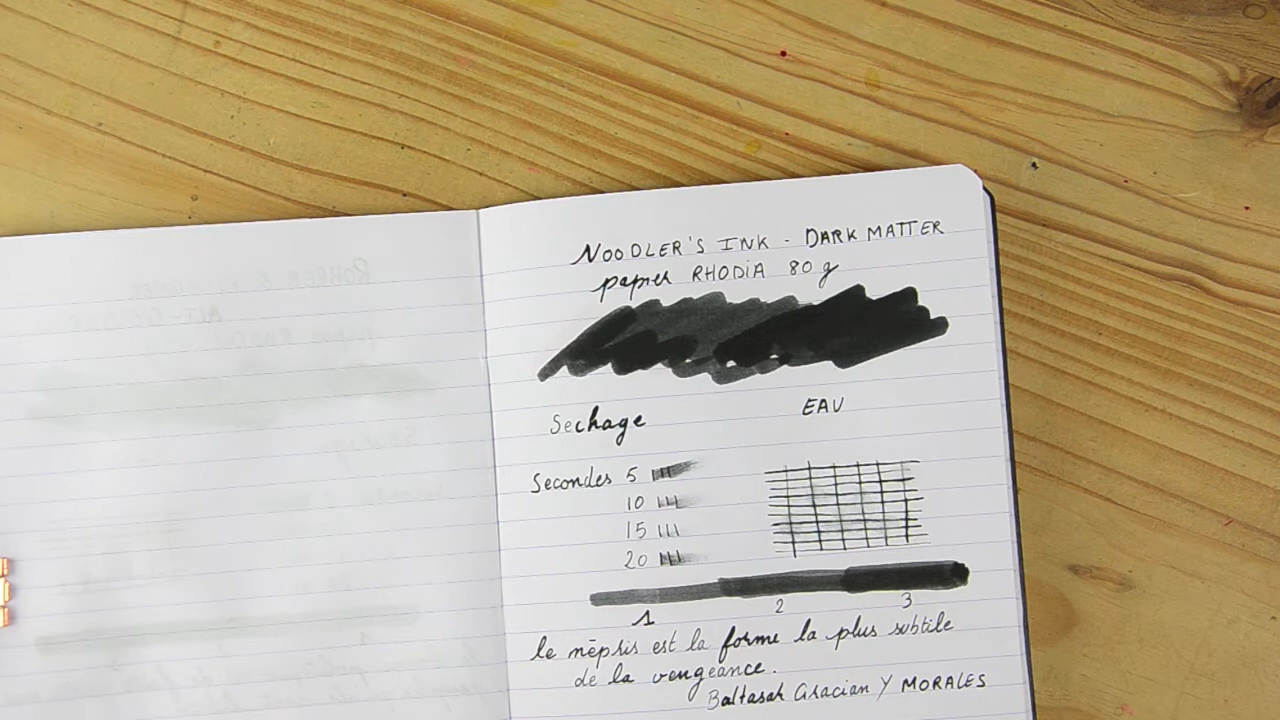 NOODLER'S INK - DARK MATTER
papier RHODIA 80 g
Sechage
EAU
Secondes 5
10
15
20
1 2 3
le mépris est la forme la plus subtile
de la vengeance.
Baltasar Gracian Y MORALES